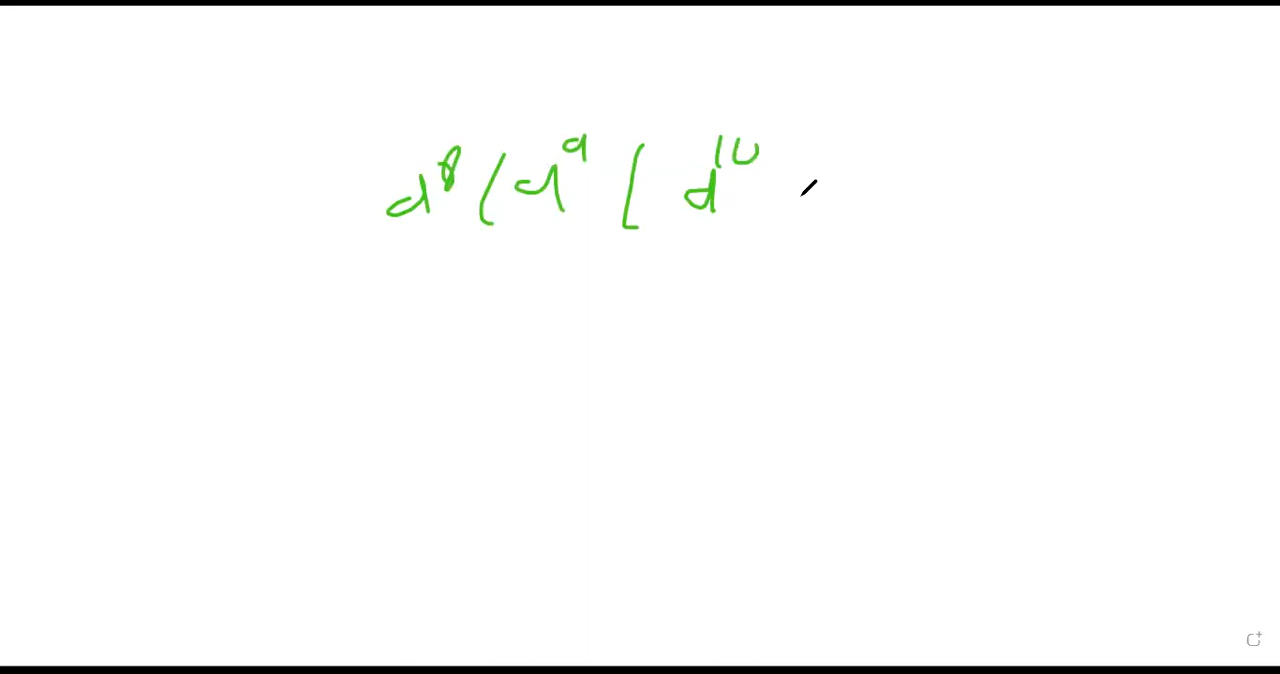 d⁸ / d⁹ / d¹⁰